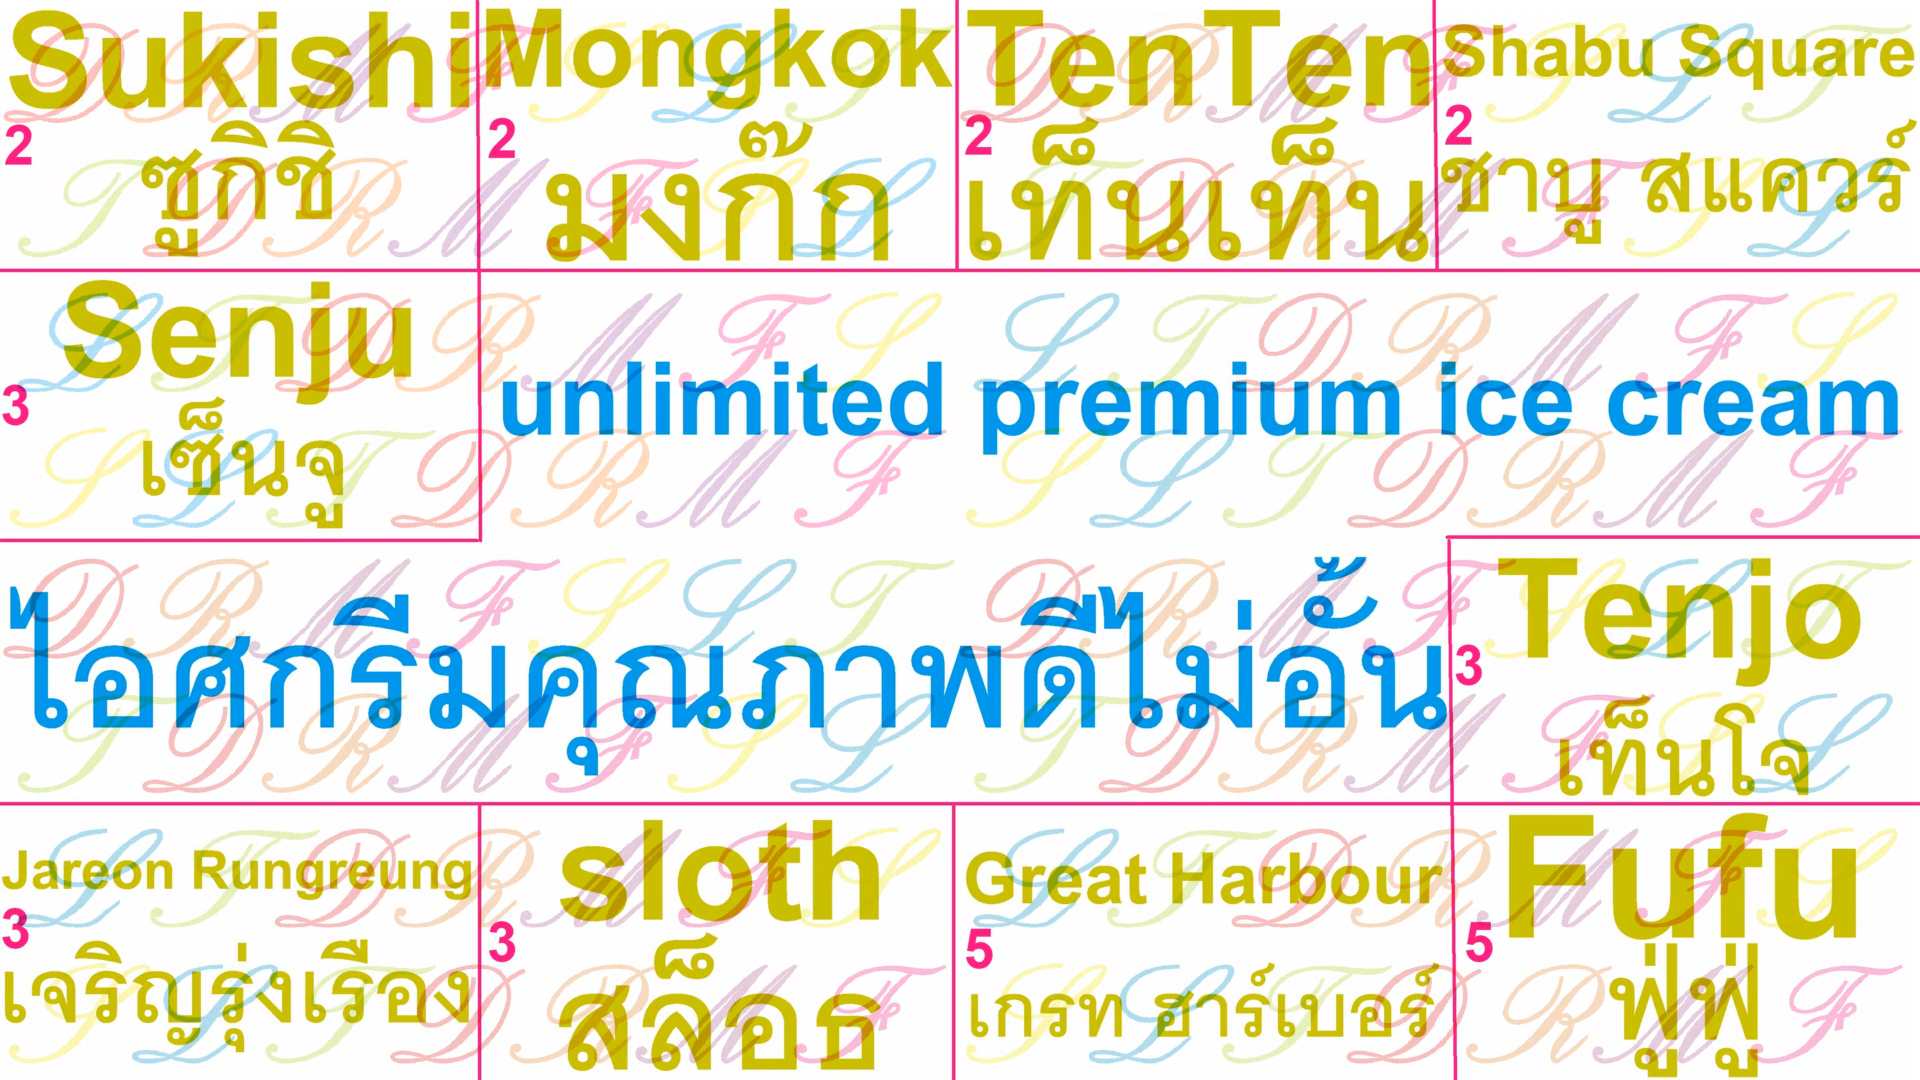 Sukishi
2
ซูกิชิ
Mongkok
2
มงก๊ก
TenTen
2
เท็นเท็น
Shabu Square
2
ชาบู สแควร์
Senju
3
เซ็นจู
unlimited premium ice cream
ไอศกรีมคุณภาพดีไม่อั้น
Tenjo
3
เท็นโจ
Jareon Rungreung
3
เจริญรุ่งเรือง
sloth
3
สล็อธ
Great Harbour
5
เกรท ฮาร์เบอร์
Fufu
5
ฟู่ฟู่